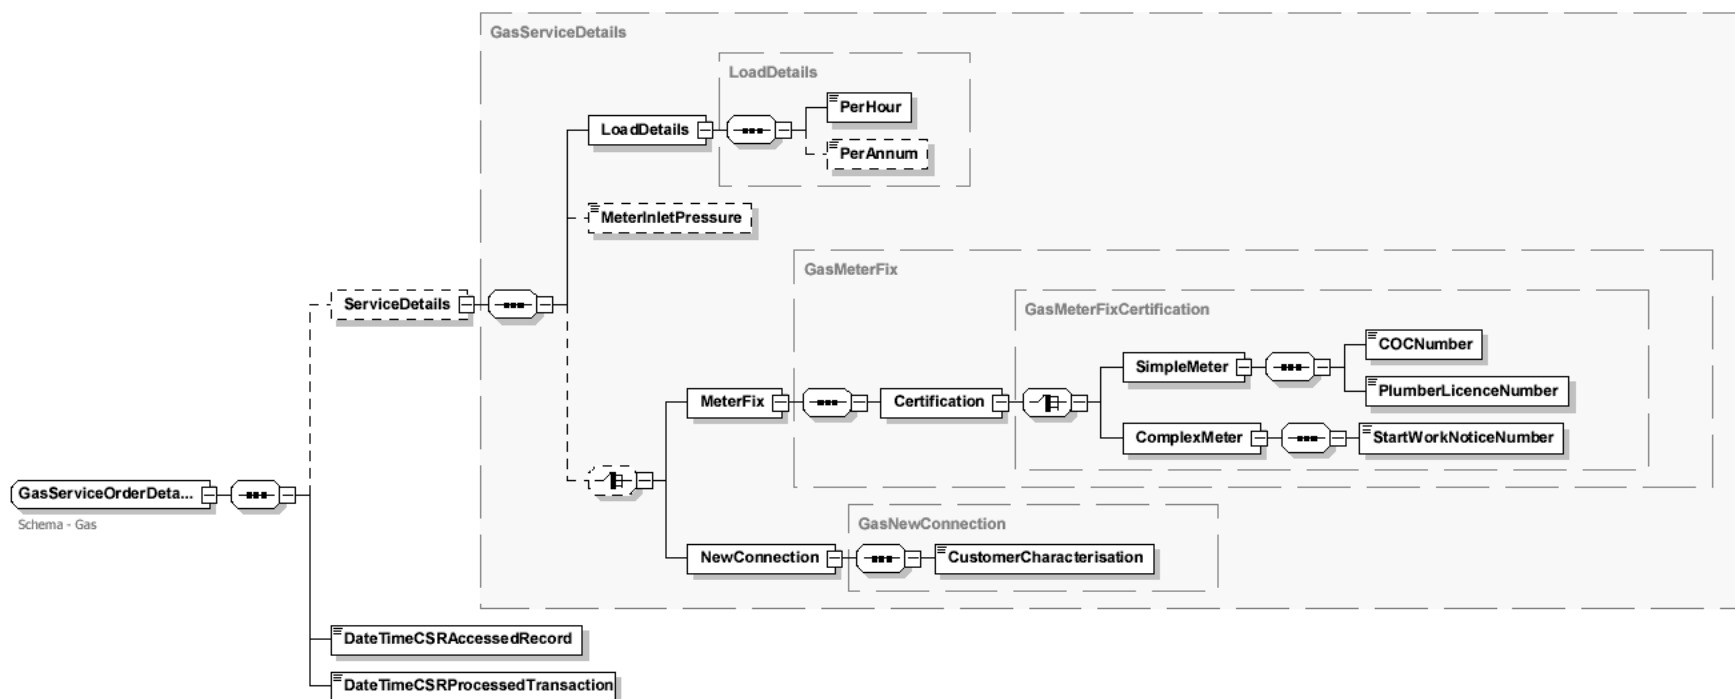 GasServiceDetails
LoadDetails
LoadDetails
PerHour
PerAnnum
MeterInletPressure
GasMeterFix
ServiceDetails
GasMeterFixCertification
COCNumber
SimpleMeter
PlumberLicenceNumber
MeterFix
Certification
ComplexMeter
StartWorkNoticeNumber
GasServiceOrderDeta...
Schema - Gas
GasNewConnection
NewConnection
CustomerCharacterisation
DateTimeCSRAccessedRecord
DateTimeCSRProcessedTransaction